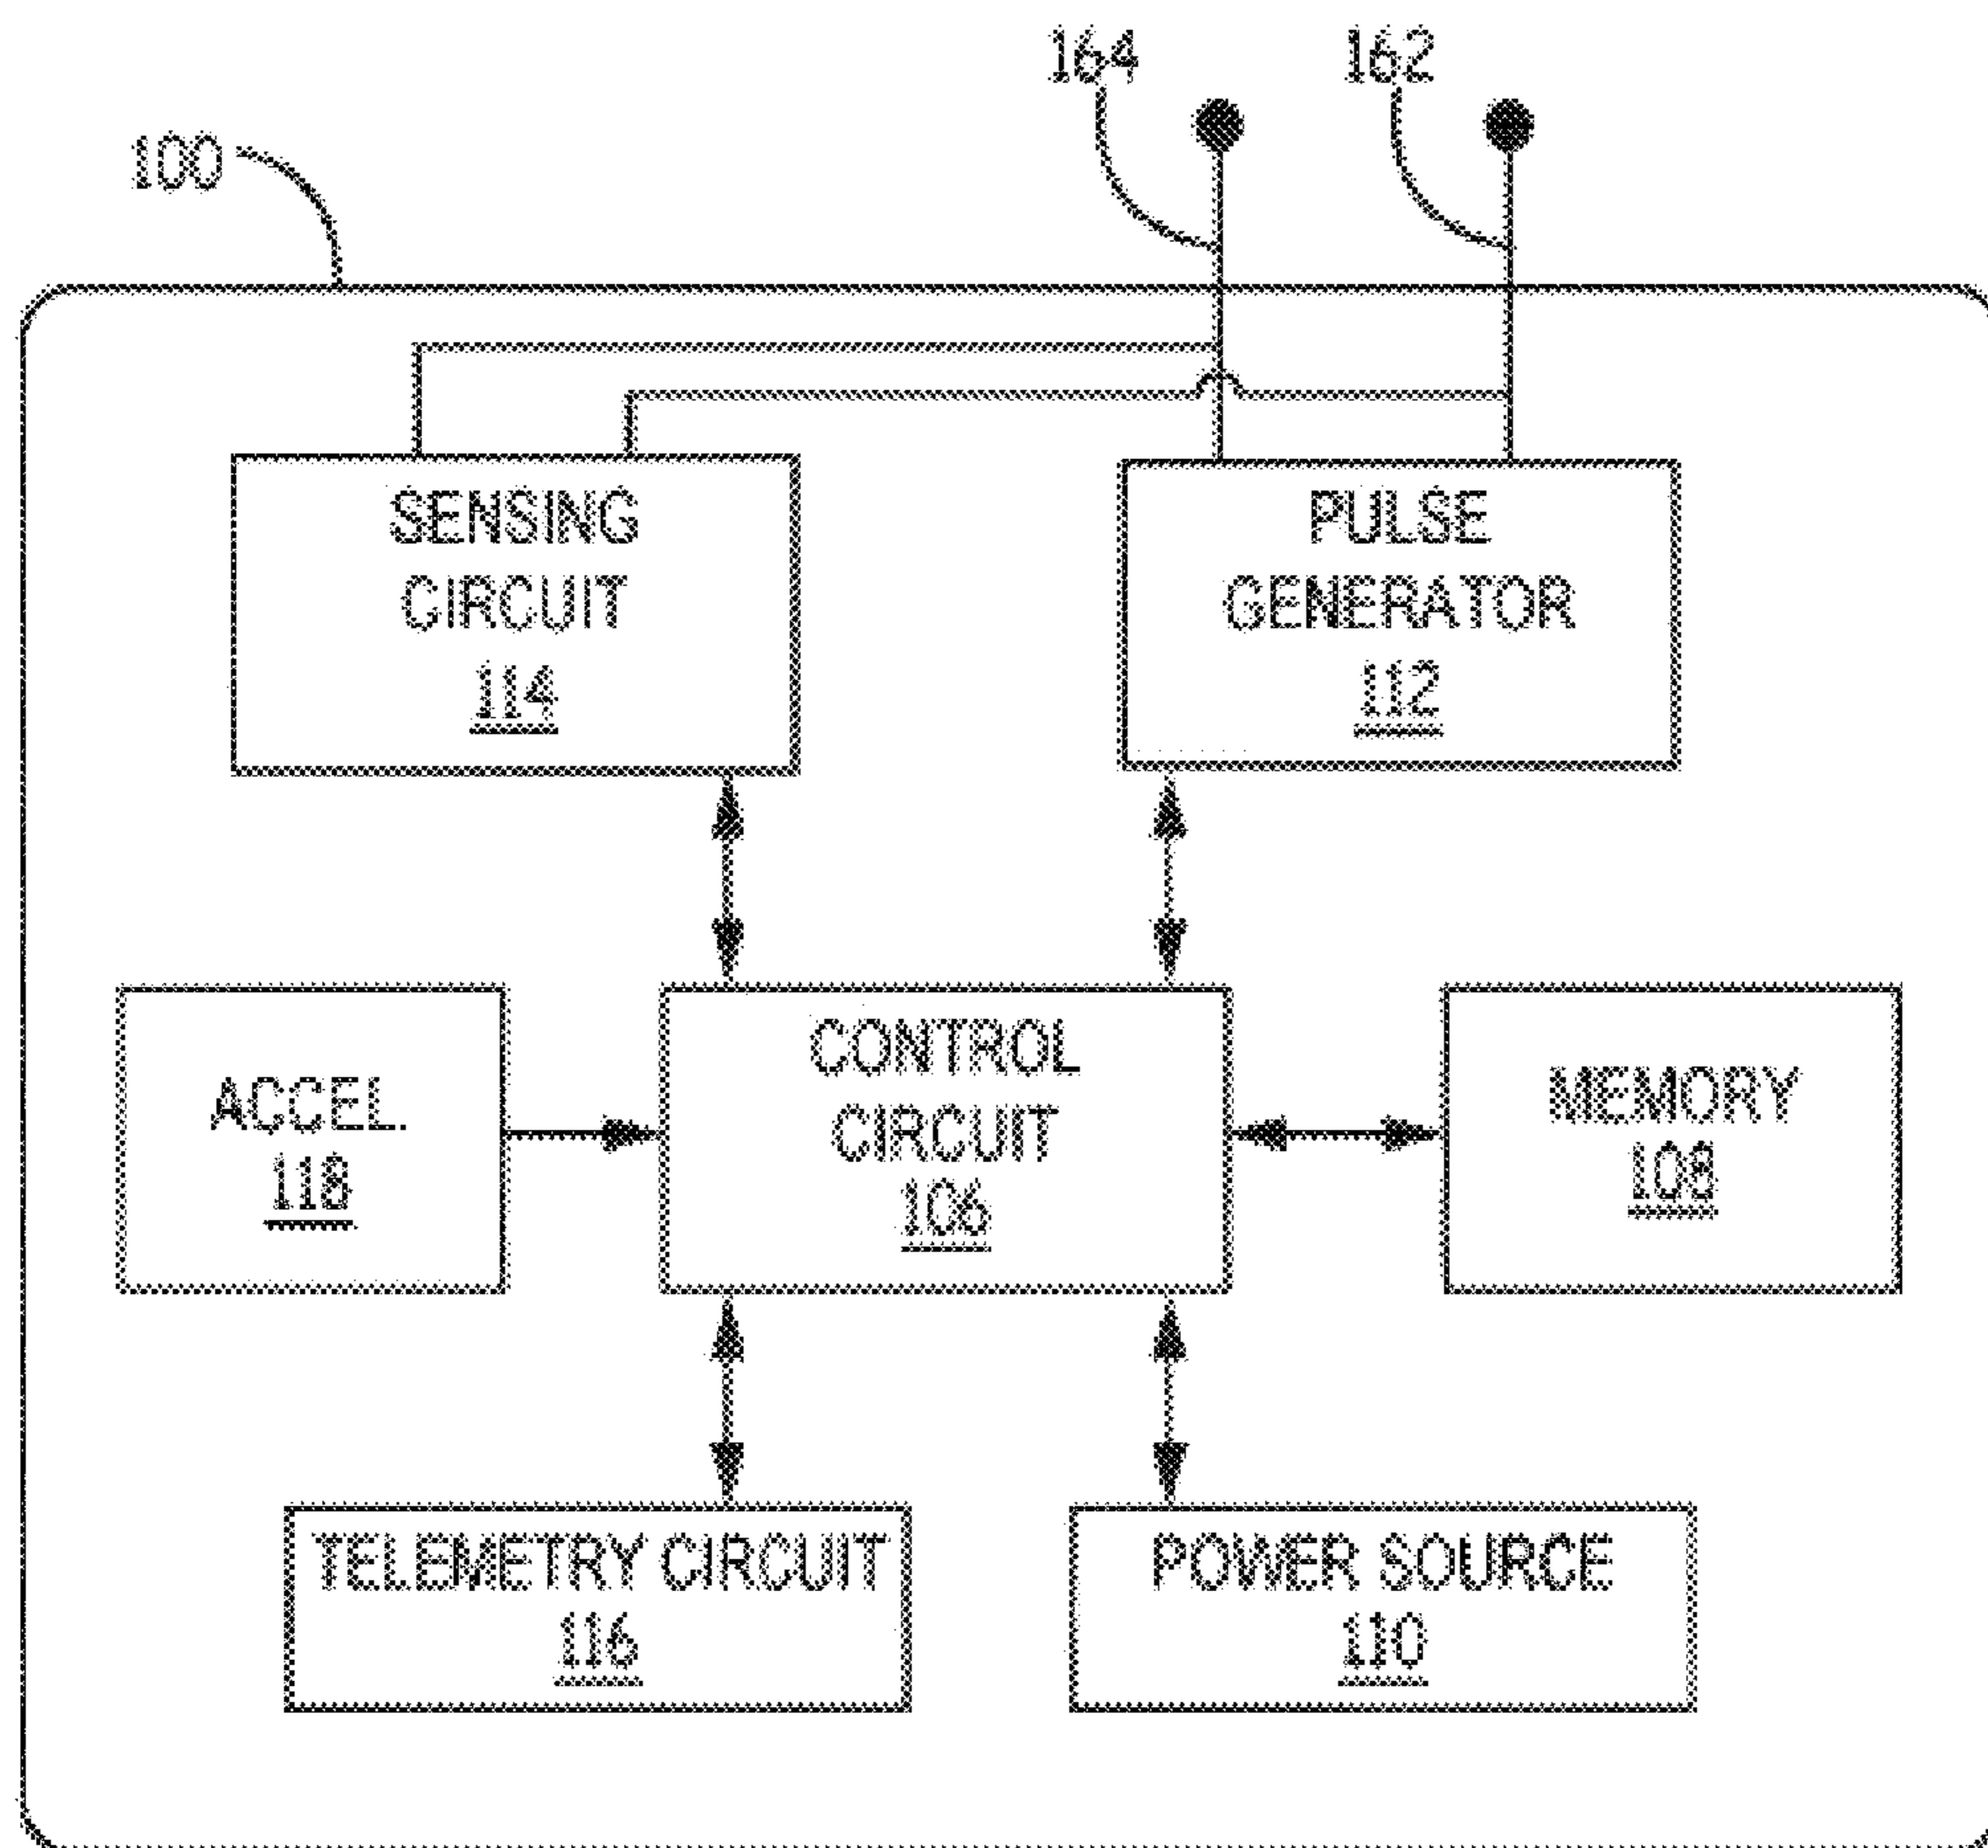 164
162
100
SENSING
CIRCUIT
114
PULSE
GENERATOR
112
ACCEL.
118
CONTROL
CIRCUIT
106
MEMORY
108
TELEMETRY CIRCUIT
116
POWER SOURCE
110